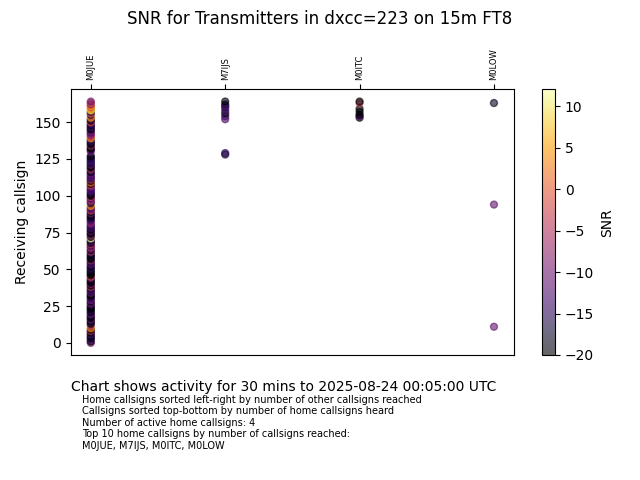 SNR for Transmitters in dxcc=223 on 15m FT8
M0JUE
M7IJS
M0ITC
M0LOW
150
125
100
75
50
25
0
Receiving callsign
10
5
0
−5
−10
−15
−20
SNR
Chart shows activity for 30 mins to 2025-08-24 00:05:00 UTC
Home callsigns sorted left-right by number of other callsigns reached
Callsigns sorted top-bottom by number of home callsigns heard
Number of active home callsigns: 4
Top 10 home callsigns by number of callsigns reached:
M0JUE, M7IJS, M0ITC, M0LOW